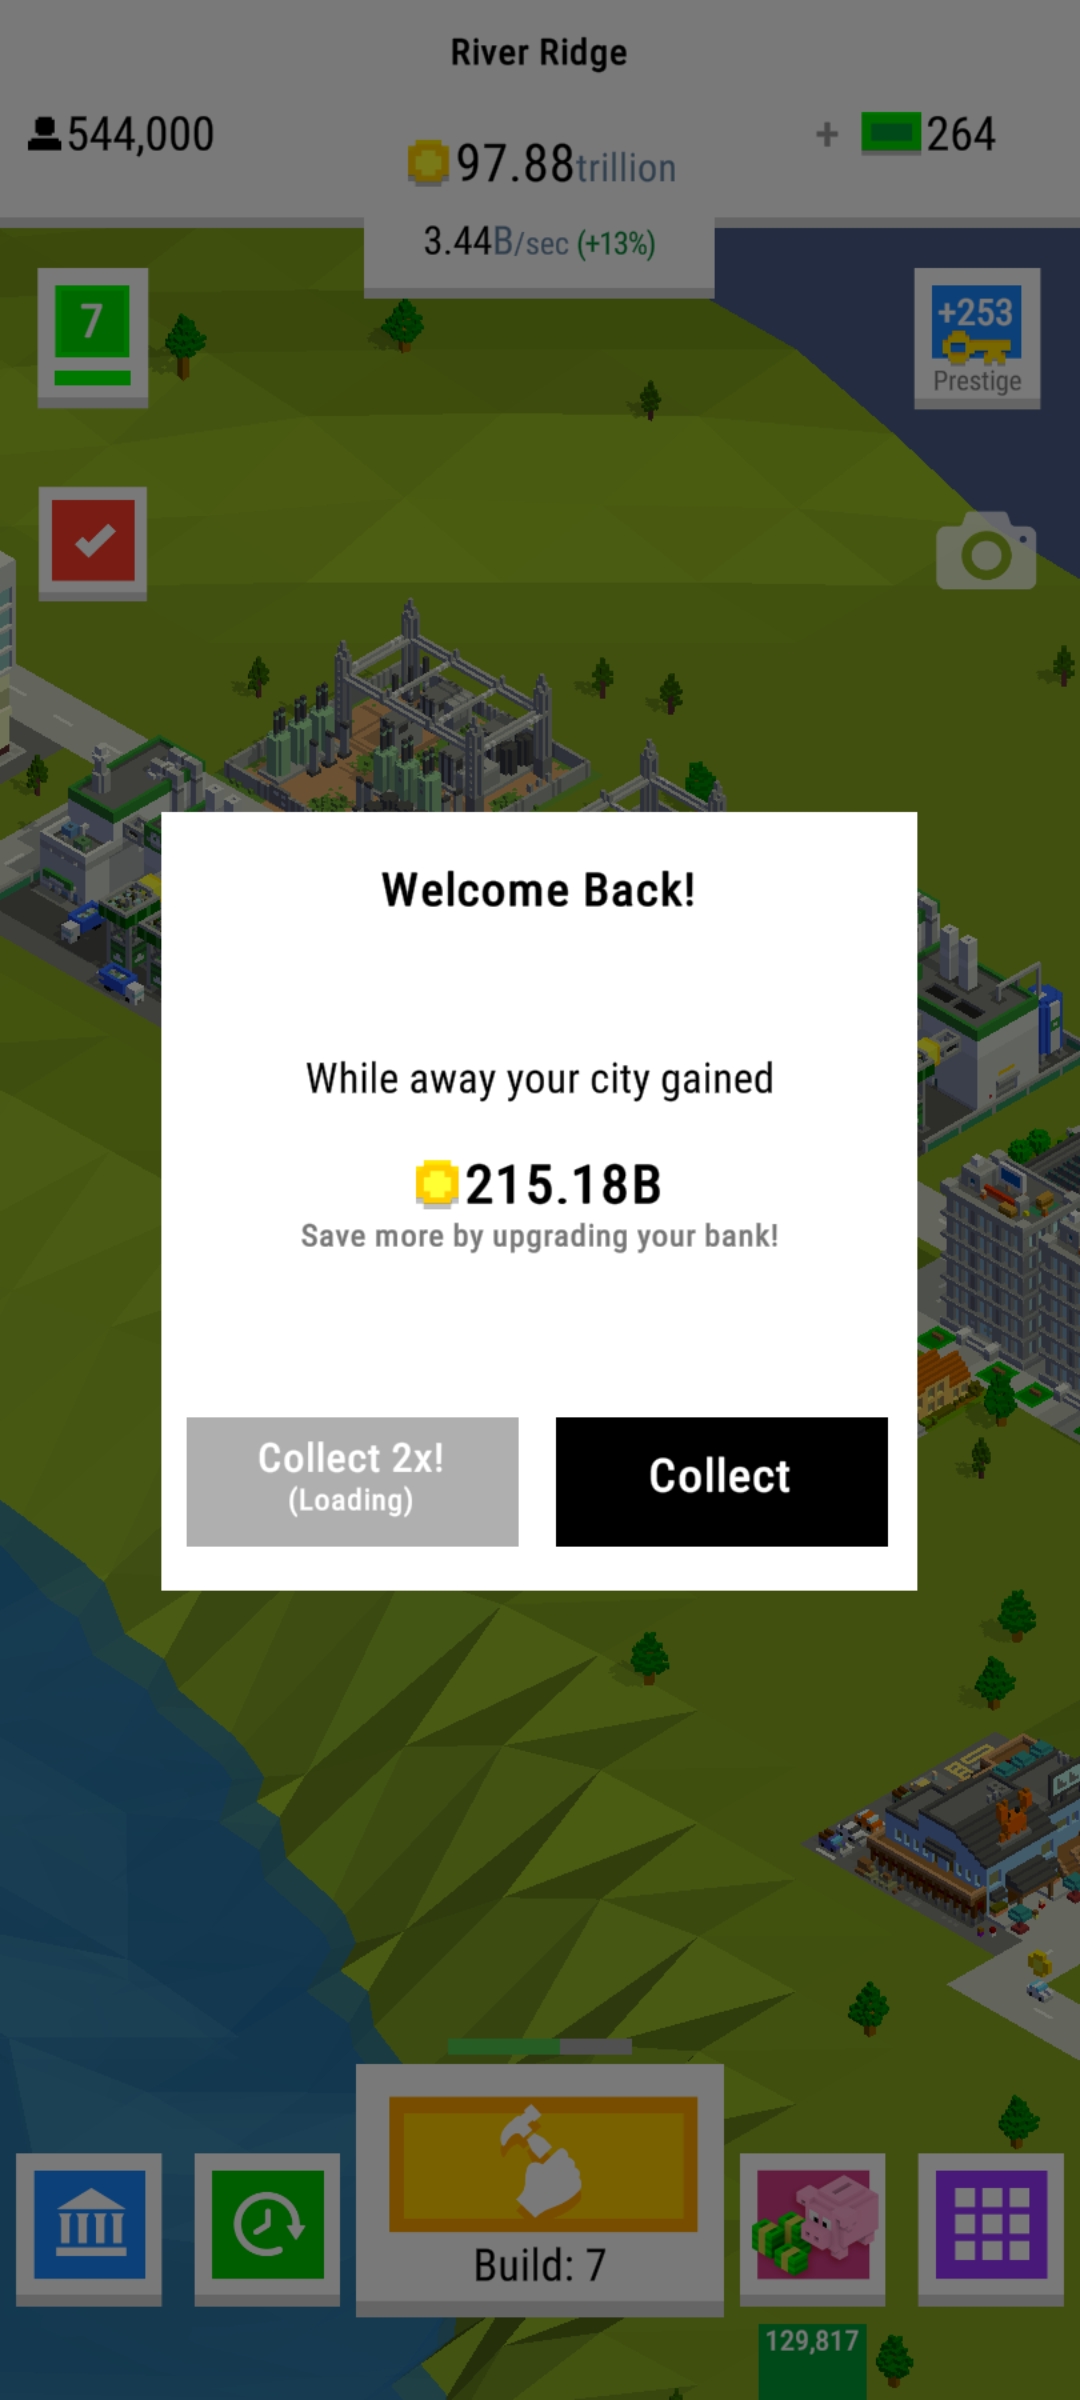 River Ridge
544,000
97.88trillion
+ 264
3.44B/sec (+13%)
7
+253
Prestige
Welcome Back!
While away your city gained
215.18B
Save more by upgrading your bank!
Collect 2x!
(Loading)
Collect
Build: 7
129,817